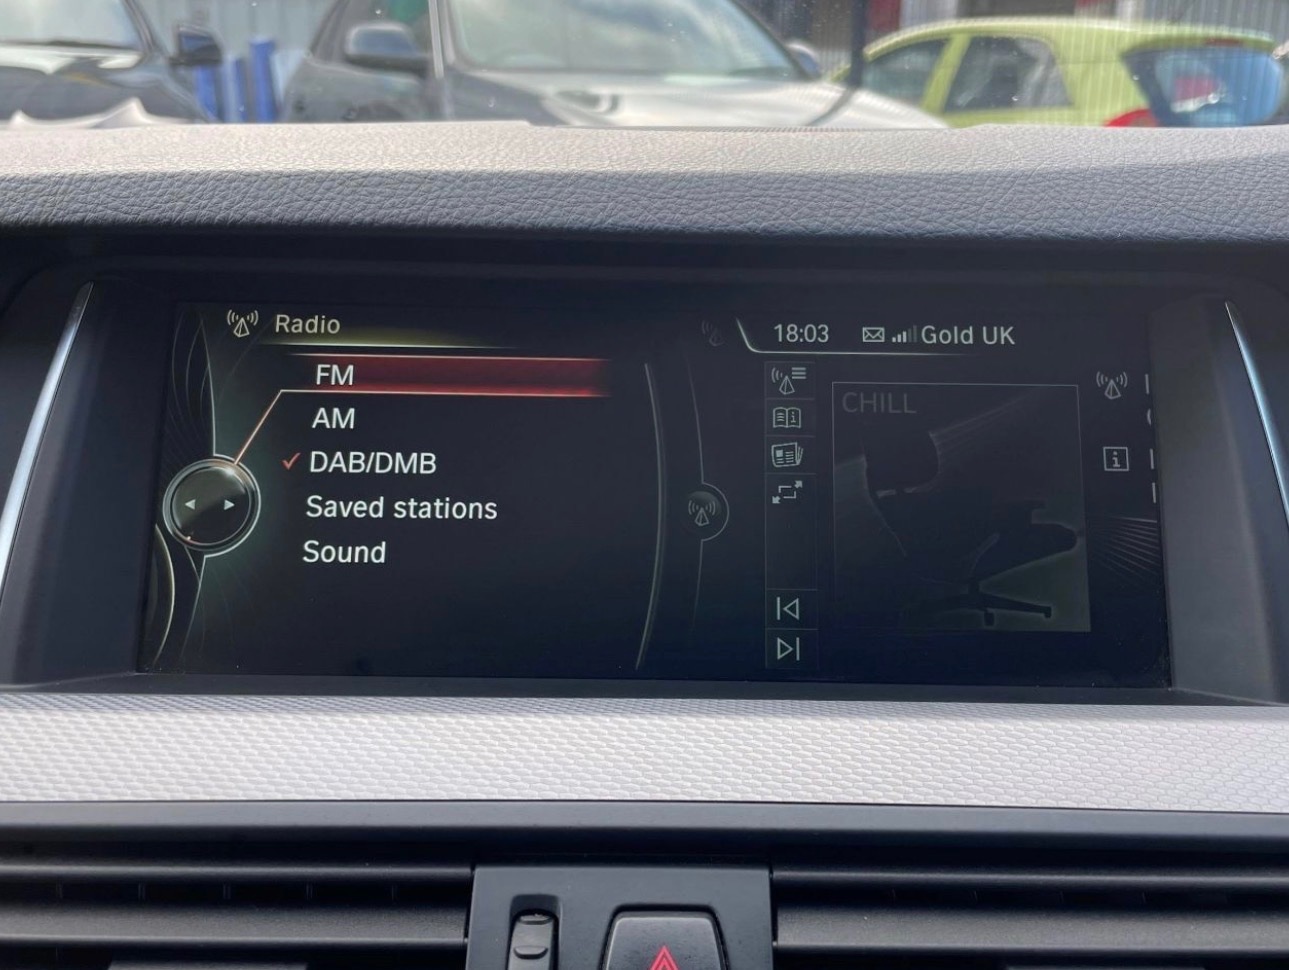 Radio
18:03 Gold UK
FM
AM
DAB/DMB
Saved stations
Sound
CHILL